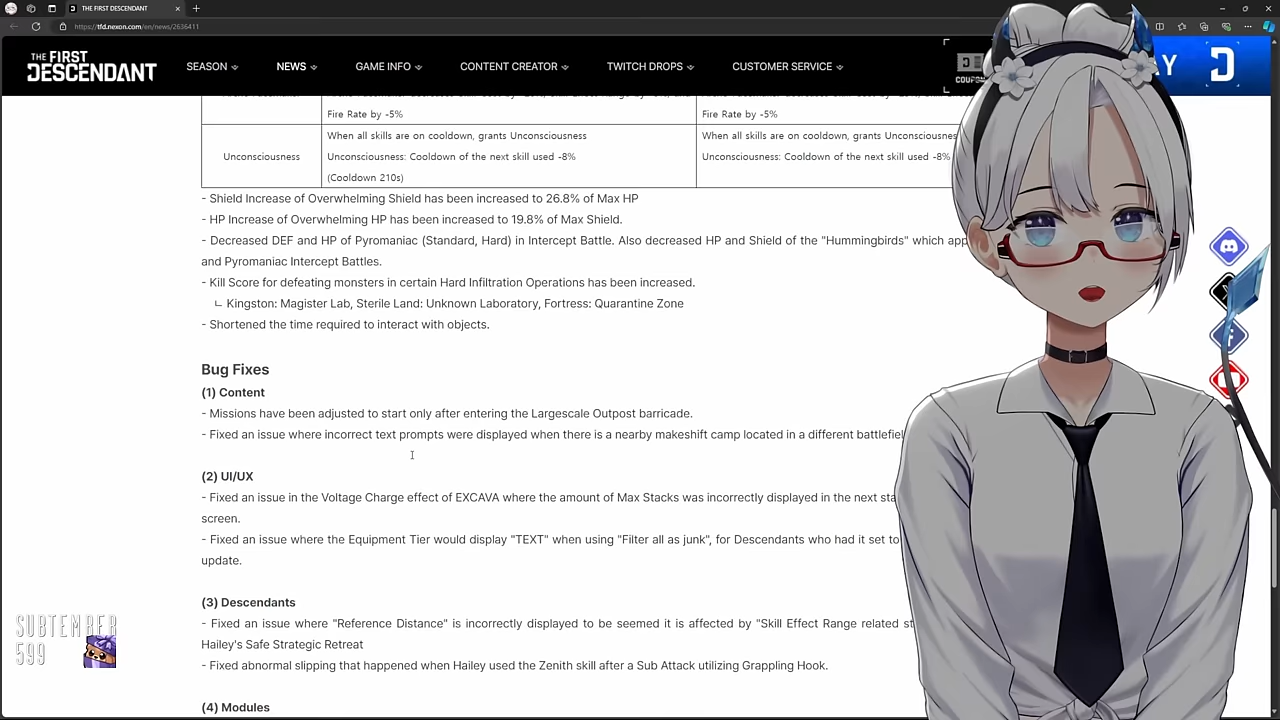 THE FIRST DESCENDANT
https://tfd.nexon.com/en/news/2636411
THE FIRST
DESCENDANT
SEASON
NEWS
GAME INFO
CONTENT CREATOR
TWITCH DROPS
CUSTOMER SERVICE
COUPON
AY
Fire Rate by -5%
Fire Rate by -5%
When all skills are on cooldown, grants Unconsciousness
When all skills are on cooldown, grants Unconsciousnes
Unconsciousness
Unconsciousness: Cooldown of the next skill used -8%
Unconsciousness: Cooldown of the next skill used -8%
(Cooldown 210s)
- Shield Increase of Overwhelming Shield has been increased to 26.8% of Max HP
- HP Increase of Overwhelming HP has been increased to 19.8% of Max Shield.
- Decreased DEF and HP of Pyromaniac (Standard, Hard) in Intercept Battle. Also decreased HP and Shield of the "Hummingbirds" which app
and Pyromaniac Intercept Battles.
- Kill Score for defeating monsters in certain Hard Infiltration Operations has been increased.
ㄴ Kingston: Magister Lab, Sterile Land: Unknown Laboratory, Fortress: Quarantine Zone
- Shortened the time required to interact with objects.
Bug Fixes
(1) Content
- Missions have been adjusted to start only after entering the Largescale Outpost barricade.
- Fixed an issue where incorrect text prompts were displayed when there is a nearby makeshift camp located in a different battlefiel
(2) UI/UX
- Fixed an issue in the Voltage Charge effect of EXCAVA where the amount of Max Stacks was incorrectly displayed in the next sta
screen.
- Fixed an issue where the Equipment Tier would display "TEXT" when using "Filter all as junk", for Descendants who had it set to
update.
(3) Descendants
- Fixed an issue where "Reference Distance" is incorrectly displayed to be seemed it is affected by "Skill Effect Range related st
Hailey's Safe Strategic Retreat
- Fixed abnormal slipping that happened when Hailey used the Zenith skill after a Sub Attack utilizing Grappling Hook.
(4) Modules
SUBTEMBER
599